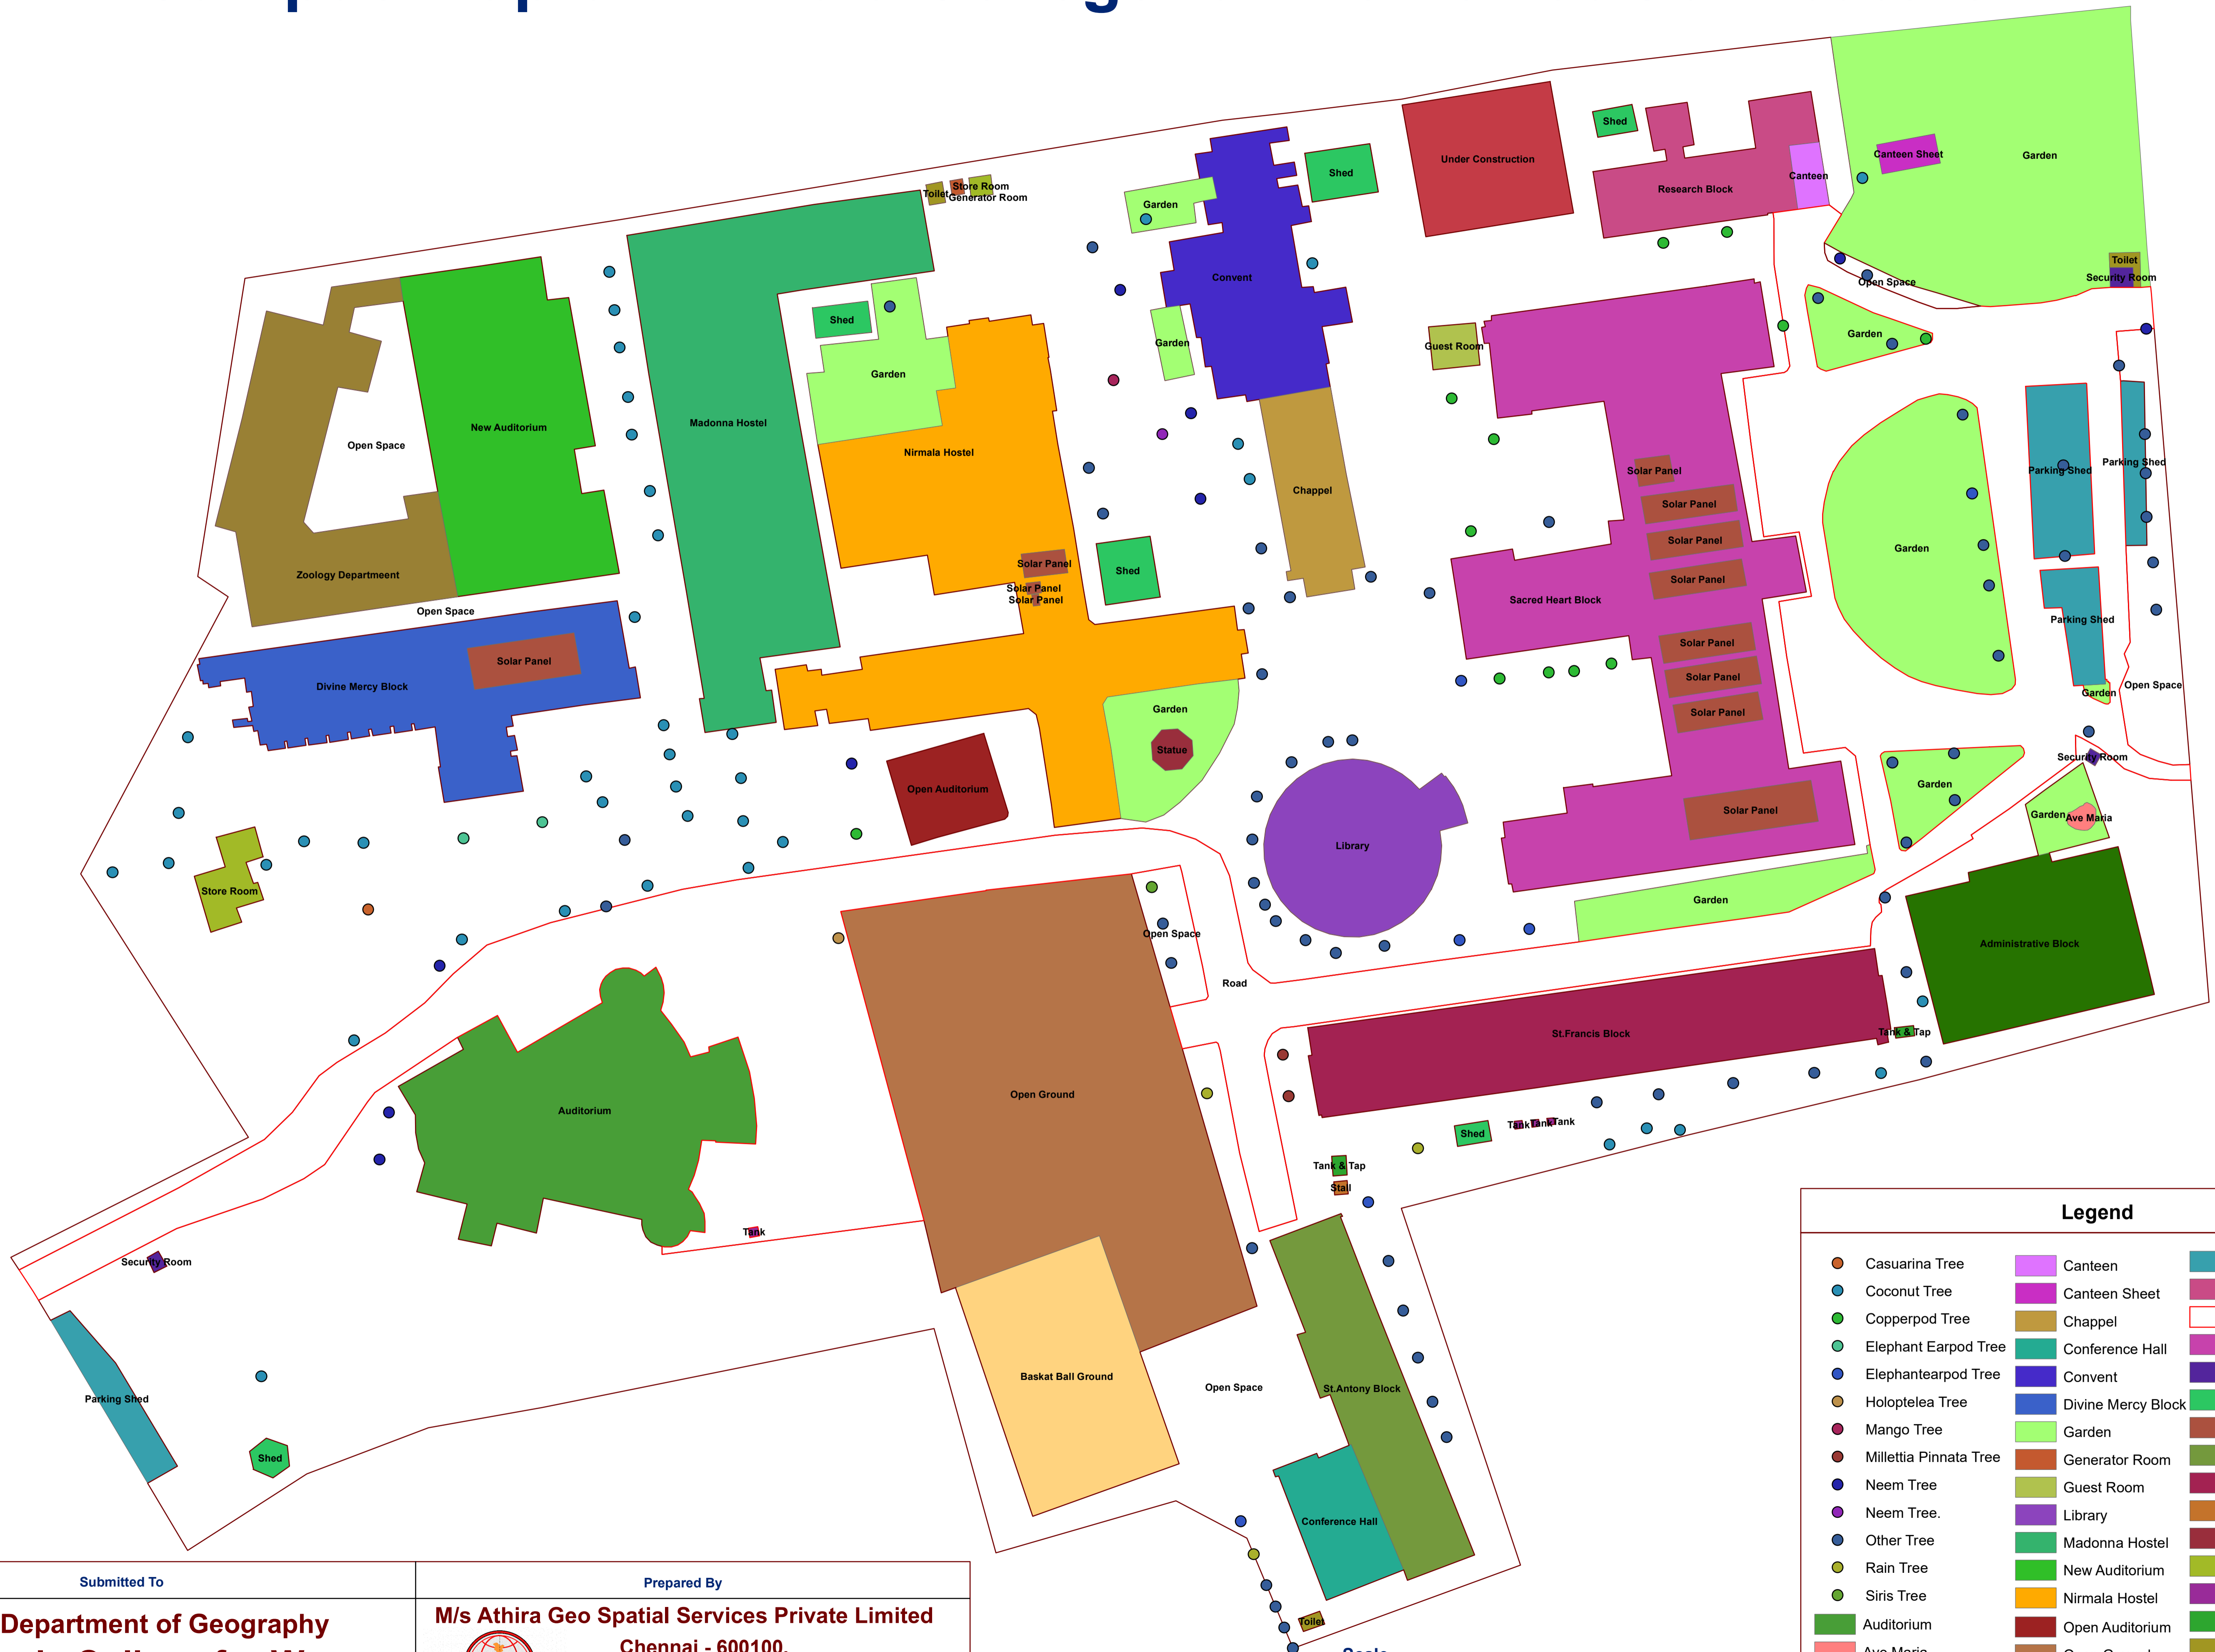 Garden
Shed
Canteen Sheet
Under Construction
Shed
Canteen
Research Block
Toilet
Store Room
Generator Room
Garden
Toilet
Security Room
Open Space
Convent
Shed
Garden
Garden
Guest Room
Garden
Madonna Hostel
New Auditorium
Open Space
Nirmala Hostel
Parking Shed
Parking Shed
Solar Panel
Chappel
Solar Panel
Solar Panel
Garden
Solar Panel
Shed
Zoology Departmeent
Solar Panel
Solar Panel
Solar Panel
Sacred Heart Block
Open Space
Parking Shed
Solar Panel
Solar Panel
Divine Mercy Block
Solar Panel
Open Space
Garden
Garden
Solar Panel
Statue
Security Room
Garden
Open Auditorium
Solar Panel
Garden
Ave Maria
Library
Store Room
Garden
Open Space
Administrative Block
Road
St.Francis Block
Tank & Tap
Open Ground
Auditorium
Tank
Tank
Tank
Shed
Tank & Tap
Stail
Tank
Security Room
Baskat Ball Ground
Open Space
St.Antony Block
Parking Shed
Shed
Conference Hall
Toilet
Legend
Casuarina Tree
Coconut Tree
Copperpod Tree
Elephant Earpod Tree
Elephantearpod Tree
Holoptelea Tree
Mango Tree
Millettia Pinnata Tree
Neem Tree
Neem Tree.
Other Tree
Rain Tree
Siris Tree
Auditorium
Canteen
Canteen Sheet
Chappel
Conference Hall
Convent
Divine Mercy Block
Garden
Generator Room
Guest Room
Library
Madonna Hostel
New Auditorium
Nirmala Hostel
Open Auditorium
Submitted To
Department of Geography
Prepared By
M/s Athira Geo Spatial Services Private Limited
Chennai - 600100.